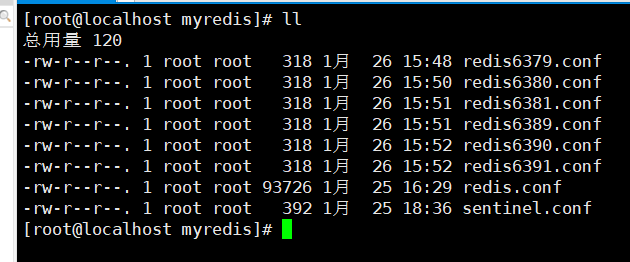 [root@localhost myredis]# ll
总用量 120
-rw-r--r--. 1 root root   318 1月  26 15:48 redis6379.conf
-rw-r--r--. 1 root root   318 1月  26 15:50 redis6380.conf
-rw-r--r--. 1 root root   318 1月  26 15:51 redis6381.conf
-rw-r--r--. 1 root root   318 1月  26 15:51 redis6389.conf
-rw-r--r--. 1 root root   318 1月  26 15:52 redis6390.conf
-rw-r--r--. 1 root root   318 1月  26 15:52 redis6391.conf
-rw-r--r--. 1 root root 93726 1月  25 16:29 redis.conf
-rw-r--r--. 1 root root   392 1月  25 18:36 sentinel.conf
[root@localhost myredis]#